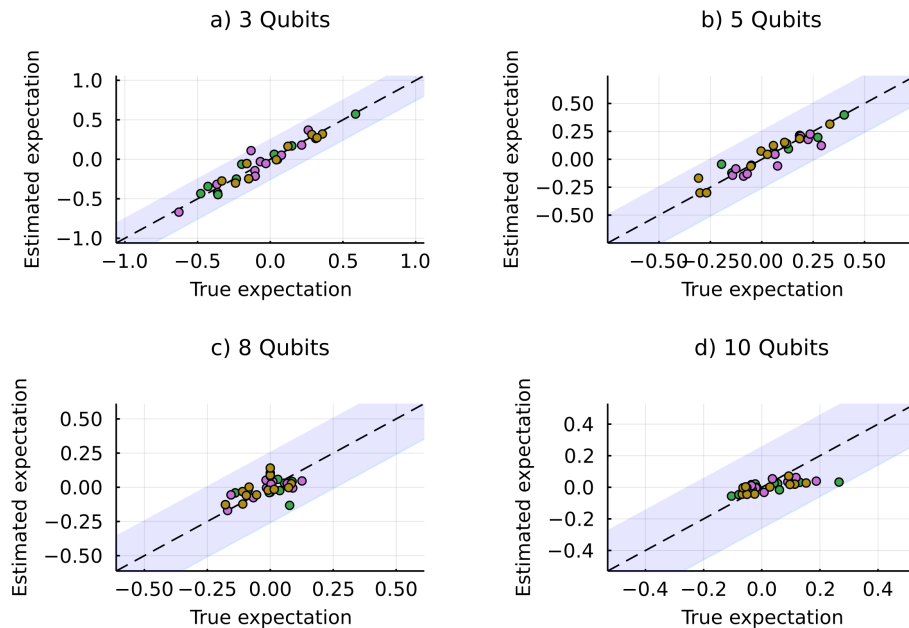 a) 3 Qubits
Estimated expectation
1.0
0.5
0.0
−0.5
−1.0
−1.0 −0.5 0.0 0.5 1.0
True expectation
b) 5 Qubits
Estimated expectation
0.50
0.25
0.00
−0.25
−0.50
−0.50 −0.25 0.00 0.25 0.50
True expectation
c) 8 Qubits
Estimated expectation
0.50
0.25
0.00
−0.25
−0.50
−0.50 −0.25 0.00 0.25 0.50
True expectation
d) 10 Qubits
Estimated expectation
0.4
0.2
0.0
−0.2
−0.4
−0.4 −0.2 0.0 0.2 0.4
True expectation